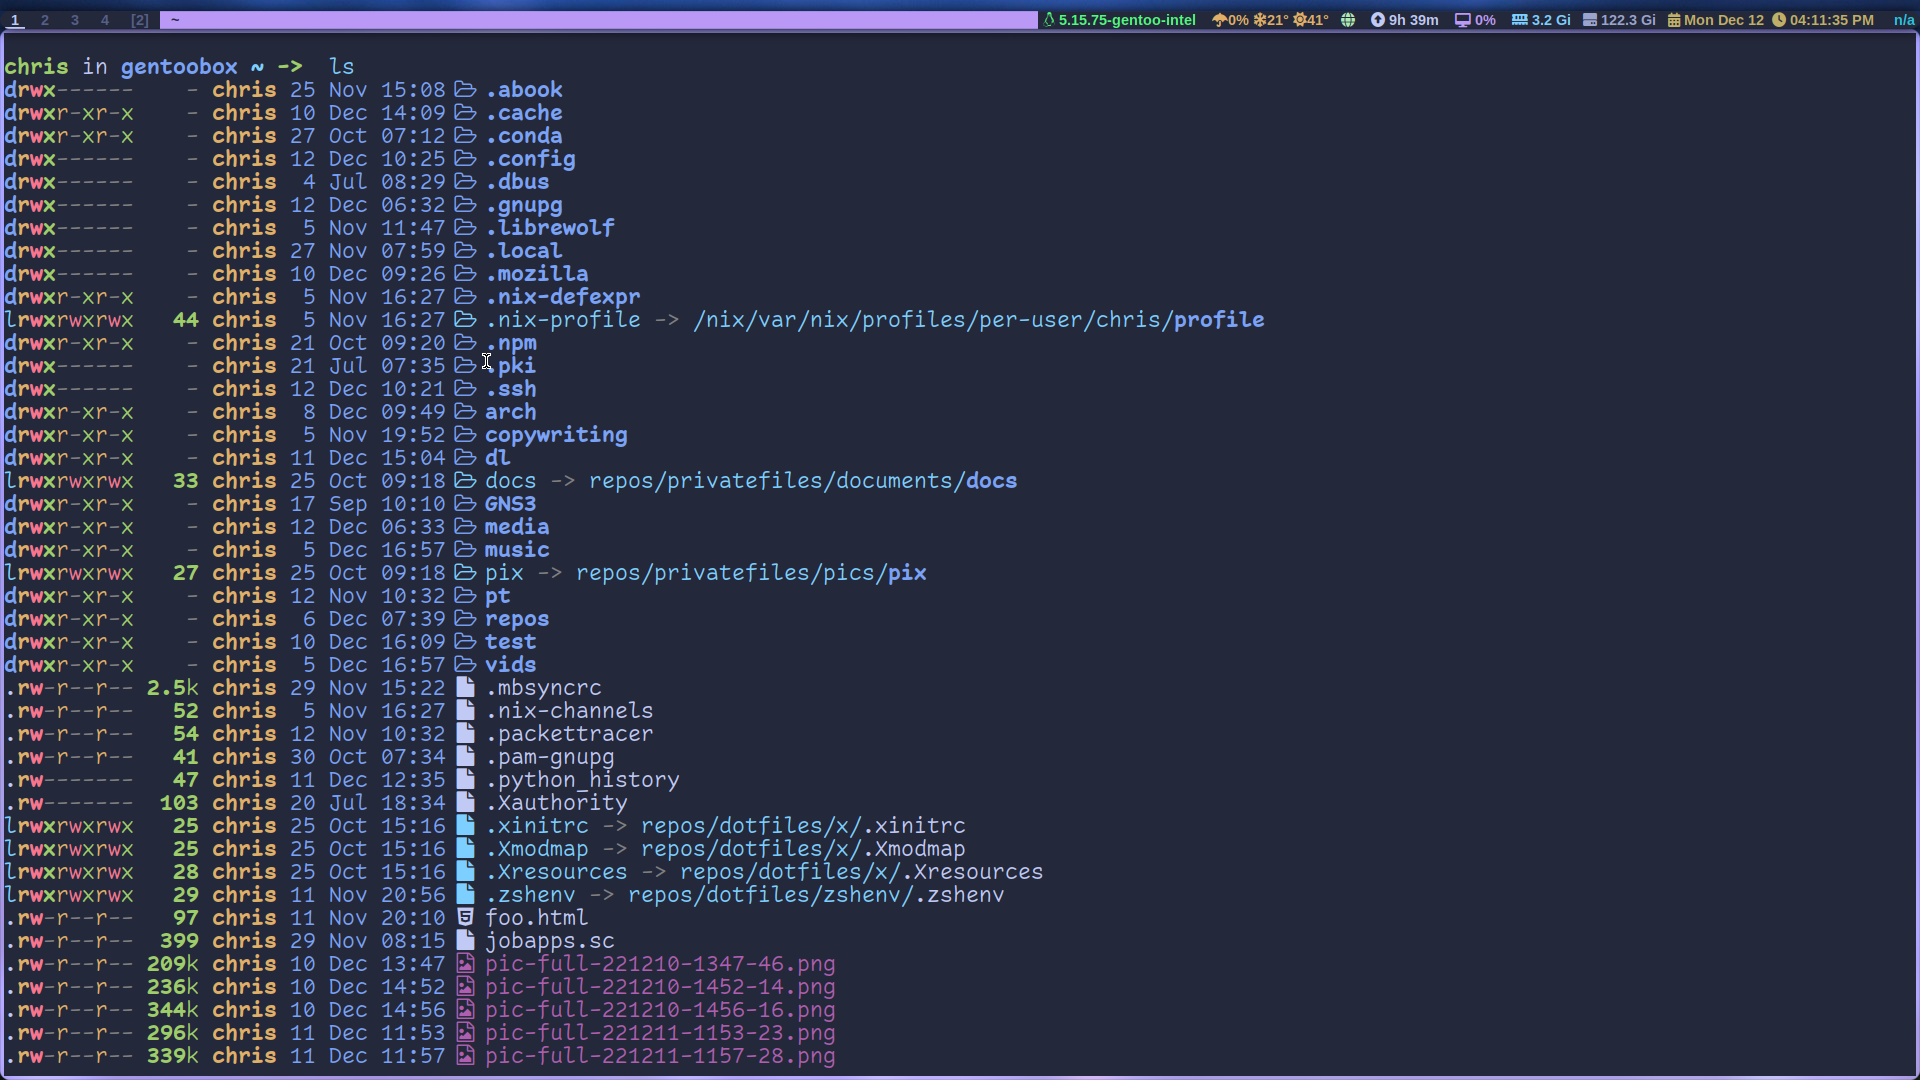 1 2 3 4 [2] ~ 5.15.75-gentoo-intel 0% 21° 41° 9h 39m 0% 3.2 Gi 122.3 Gi Mon Dec 12 04:11:35 PM n/a
chris in gentoobox ~ -> ls
drwx------ - chris 25 Nov 15:08 .abook
drwxr-xr-x - chris 10 Dec 14:09 .cache
drwxr-xr-x - chris 27 Oct 07:12 .conda
drwx------ - chris 12 Dec 10:25 .config
drwx------ - chris 4 Jul 08:29 .dbus
drwx------ - chris 12 Dec 06:32 .gnupg
drwx------ - chris 5 Nov 11:47 .librewolf
drwx------ - chris 27 Nov 07:59 .local
drwx------ - chris 10 Dec 09:26 .mozilla
drwxr-xr-x - chris 5 Nov 16:27 .nix-defexpr
lrwxrwxrwx 44 chris 5 Nov 16:27 .nix-profile -> /nix/var/nix/profiles/per-user/chris/profile
drwxr-xr-x - chris 21 Oct 09:20 .npm
drwx------ - chris 21 Jul 07:35 .pki
drwx------ - chris 12 Dec 10:21 .ssh
drwxr-xr-x - chris 8 Dec 09:49 arch
drwxr-xr-x - chris 5 Nov 19:52 copywriting
drwxr-xr-x - chris 11 Dec 15:04 dl
lrwxrwxrwx 33 chris 25 Oct 09:18 docs -> repos/privatefiles/documents/docs
drwxr-xr-x - chris 17 Sep 10:10 GNS3
drwxr-xr-x - chris 12 Dec 06:33 media
drwxr-xr-x - chris 5 Dec 16:57 music
lrwxrwxrwx 27 chris 25 Oct 09:18 pix -> repos/privatefiles/pics/pix
drwxr-xr-x - chris 12 Nov 10:32 pt
drwxr-xr-x - chris 6 Dec 07:39 repos
drwxr-xr-x - chris 10 Dec 16:09 test
drwxr-xr-x - chris 5 Dec 16:57 vids
.rw-r--r-- 2.5k chris 29 Nov 15:22 .mbsyncrc
.rw-r--r-- 52 chris 5 Nov 16:27 .nix-channels
.rw-r--r-- 54 chris 12 Nov 10:32 .packettracer
.rw-r--r-- 41 chris 30 Oct 07:34 .pam-gnupg
.rw------- 47 chris 11 Dec 12:35 .python_history
.rw------- 103 chris 20 Jul 18:34 .Xauthority
lrwxrwxrwx 25 chris 25 Oct 15:16 .xinitrc -> repos/dotfiles/x/.xinitrc
lrwxrwxrwx 25 chris 25 Oct 15:16 .Xmodmap -> repos/dotfiles/x/.Xmodmap
lrwxrwxrwx 28 chris 25 Oct 15:16 .Xresources -> repos/dotfiles/x/.Xresources
lrwxrwxrwx 29 chris 11 Nov 20:56 .zshenv -> repos/dotfiles/zshenv/.zshenv
.rw-r--r-- 97 chris 11 Nov 20:10 foo.html
.rw-r--r-- 399 chris 29 Nov 08:15 jobapps.sc
.rw-r--r-- 209k chris 10 Dec 13:47 pic-full-221210-1347-46.png
.rw-r--r-- 236k chris 10 Dec 14:52 pic-full-221210-1452-14.png
.rw-r--r-- 344k chris 10 Dec 14:56 pic-full-221210-1456-16.png
.rw-r--r-- 296k chris 11 Dec 11:53 pic-full-221211-1153-23.png
.rw-r--r-- 339k chris 11 Dec 11:57 pic-full-221211-1157-28.png